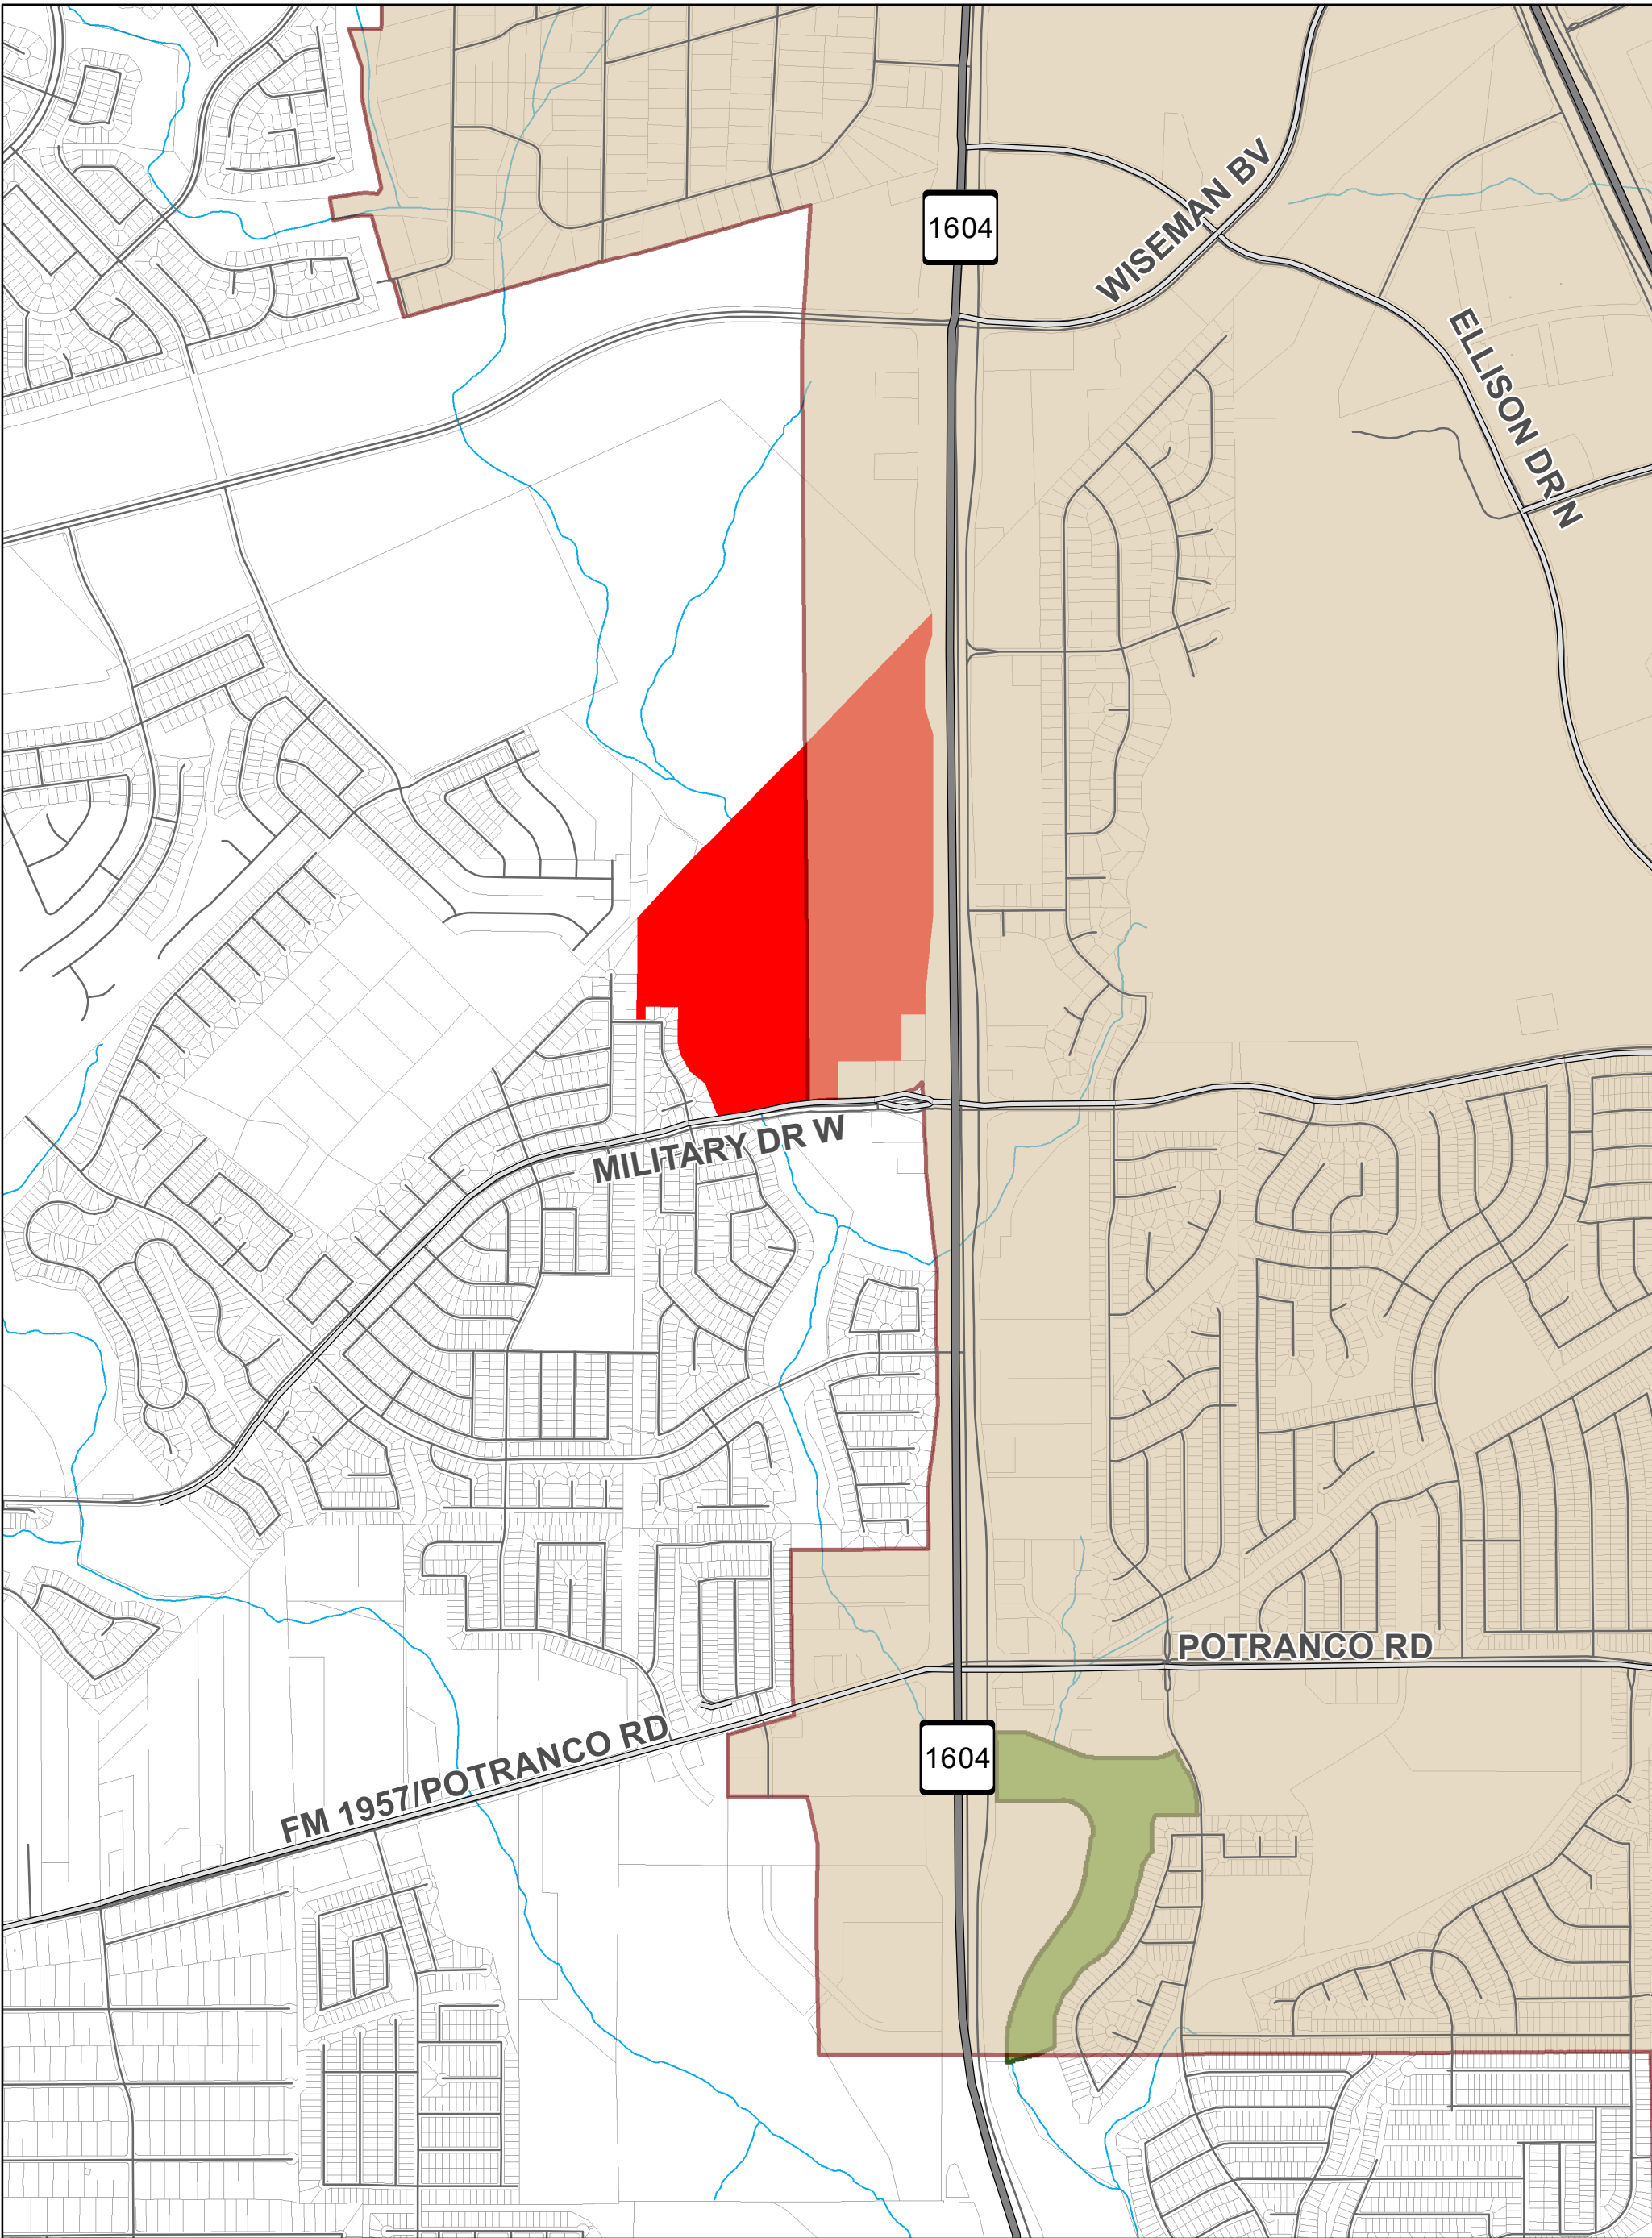 1604
WISEMAN BV
ELLISON DR N
MILITARY DR W
POTRANCO RD
FM 1957/POTRANCO RD
1604